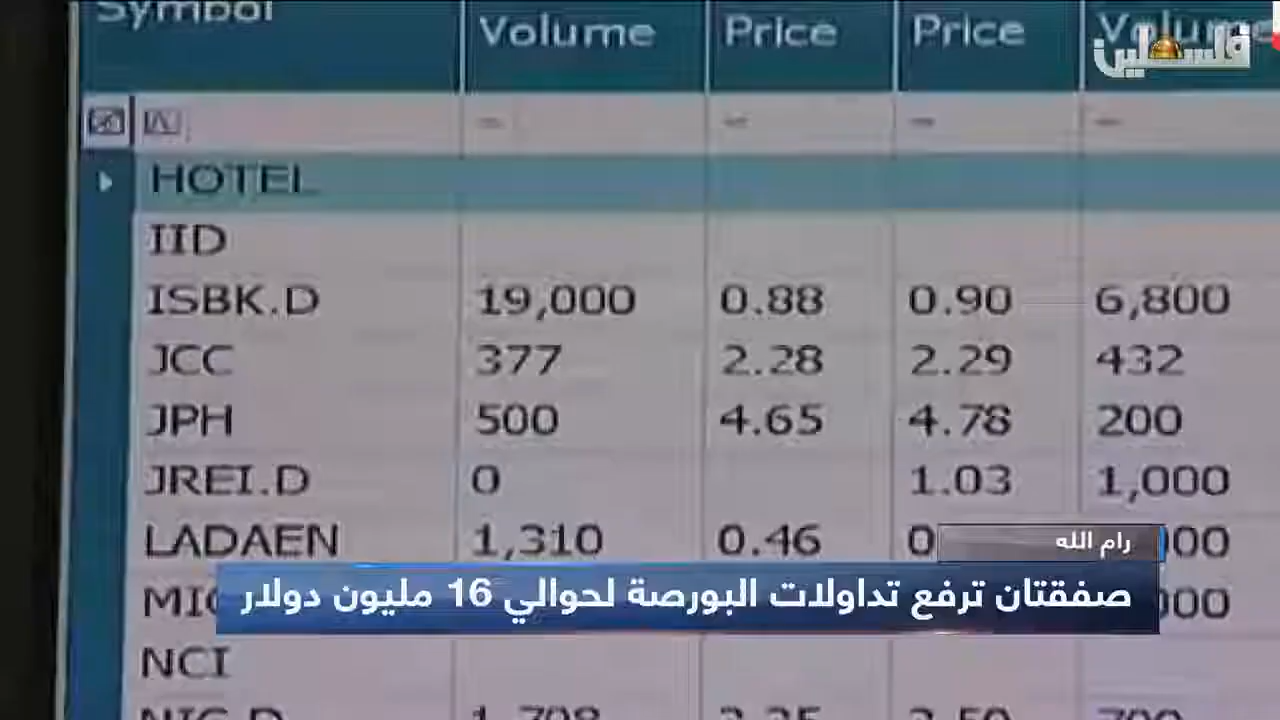 Symbol Volume Price Price Volume
فلسطين
HOTEL
IID
ISBK.D 19,000 0.88 0.90 6,800
JCC 377 2.28 2.29 432
JPH 500 4.65 4.78 200
JREI.D 0 1.03 1,000
LADAEN 1,310 0.46
رام الله
صفقتان ترفع تداولات البورصة لحوالي 16 مليون دولار
NCI